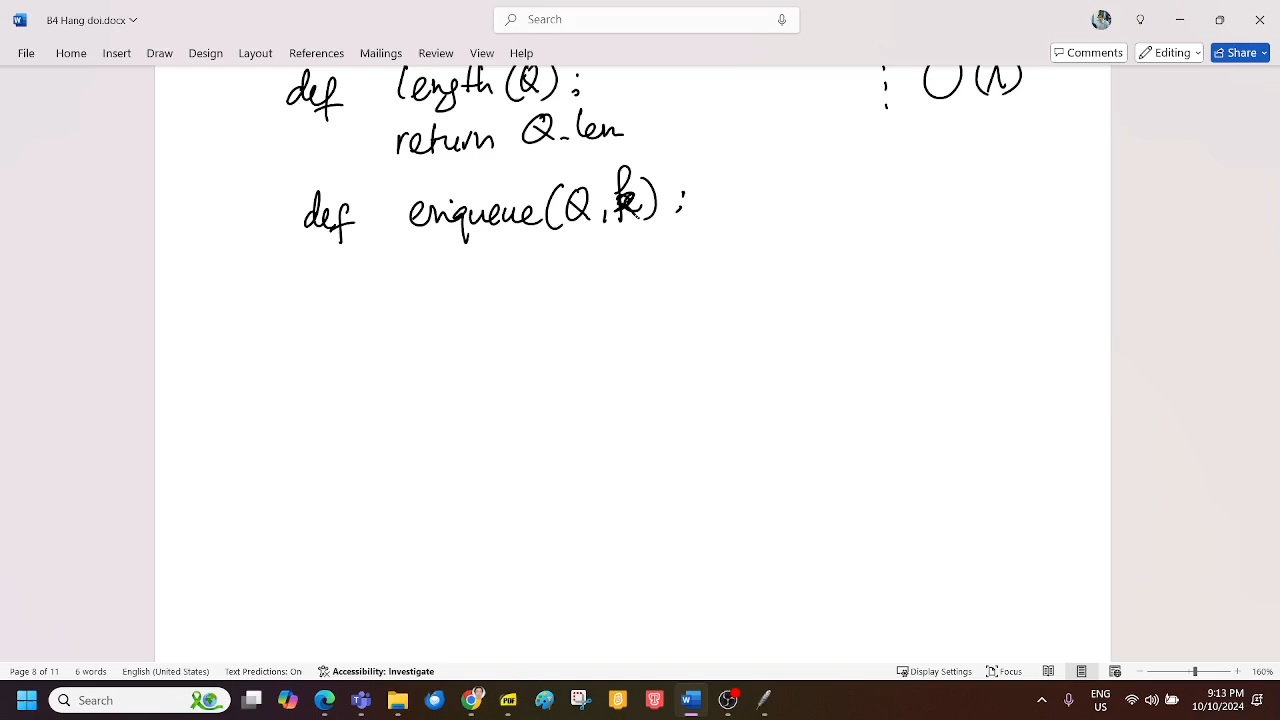 B4 Hang doi.docx
Search
File Home Insert Draw Design Layout References Mailings Review View Help
Comments Editing Share
def length(Q): : O(1)
return Q_len
def enqueue(Q, ):
Page 8 of 11 6 words English (United States) Text Predictions: On Accessibility: Investigate Display Settings Focus 160%
Search
ENG 9:13 PM
US 10/10/2024